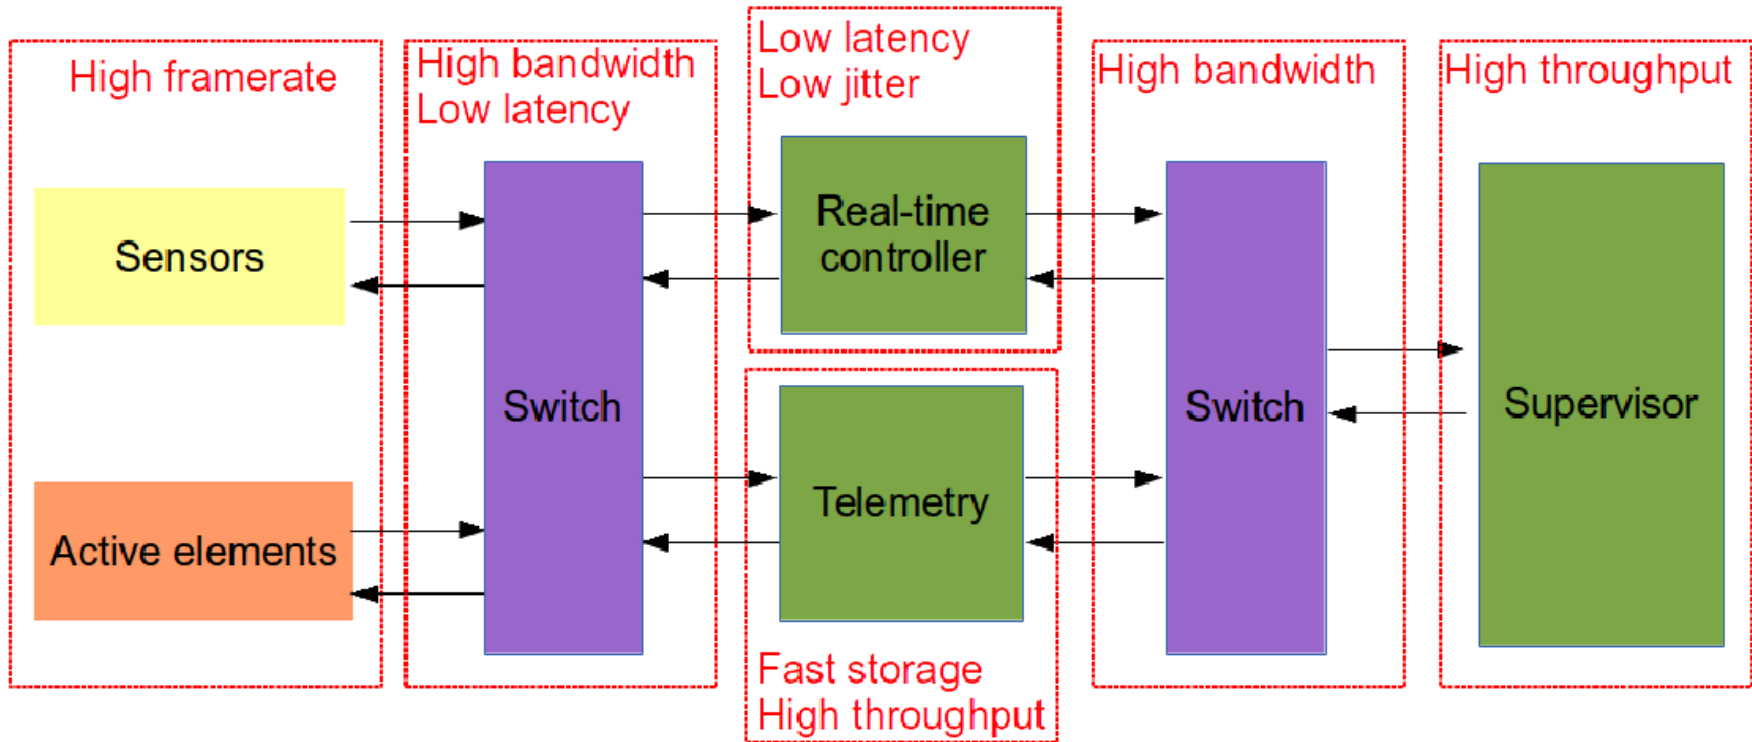 High framerate
Sensors
Active elements
High bandwidth
Low latency
Switch
Low latency
Low jitter
Real-time
controller
Telemetry
Fast storage
High throughput
High bandwidth
Switch
High throughput
Supervisor